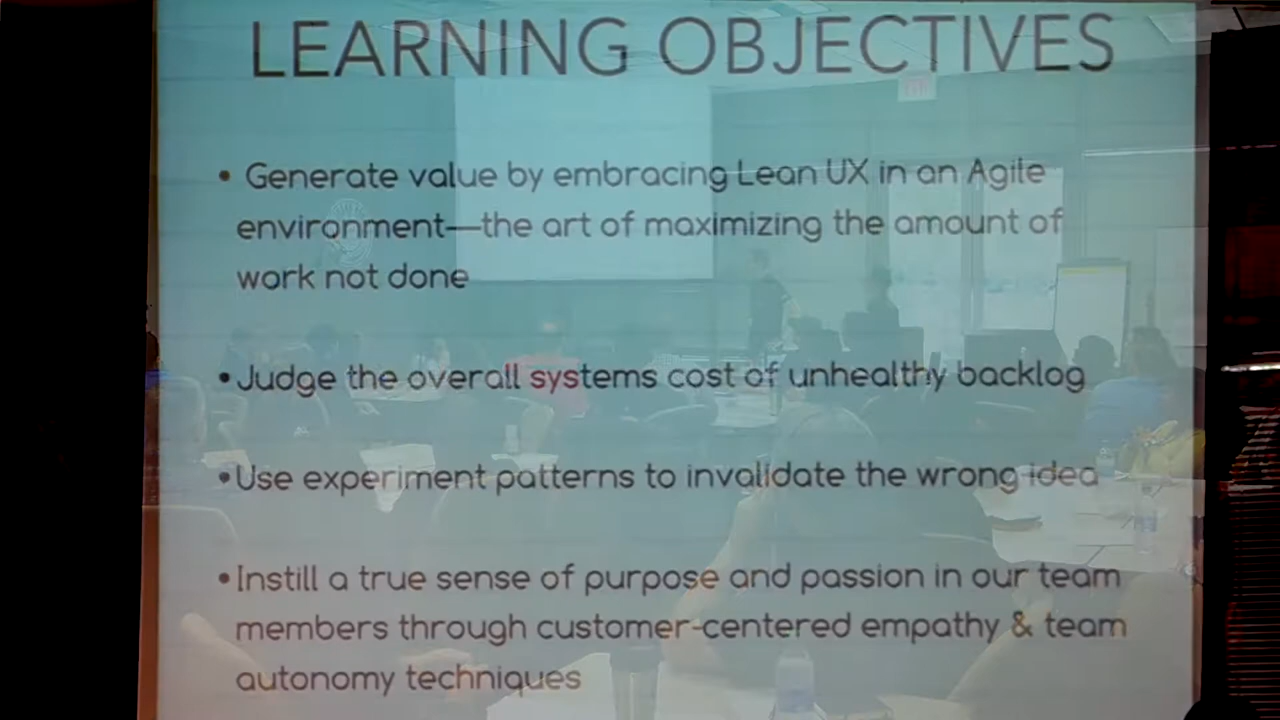 LEARNING OBJECTIVES
• Generate value by embracing Lean UX in an Agile
environment—the art of maximizing the amount of
work not done
• Judge the overall systems cost of unhealthy backlog
• Use experiment patterns to invalidate the wrong idea
• Instill a true sense of purpose and passion in our team
members through customer-centered empathy & team
autonomy techniques